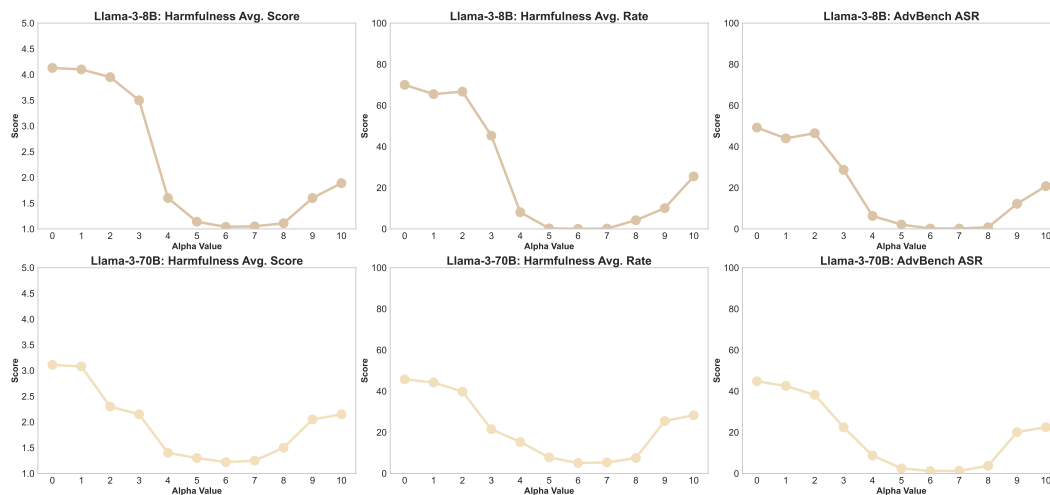 Llama-3-8B: Harmfulness Avg. Score
5.0
4.5
4.0
3.5
3.0
2.5
2.0
1.5
1.0
Score
0 1 2 3 4 5 6 7 8 9 10
Alpha Value
Llama-3-8B: Harmfulness Avg. Rate
100
80
60
40
20
0
Score
0 1 2 3 4 5 6 7 8 9 10
Alpha Value
Llama-3-8B: AdvBench ASR
100
80
60
40
20
0
Score
0 1 2 3 4 5 6 7 8 9 10
Alpha Value
Llama-3-70B: Harmfulness Avg. Score
5.0
4.5
4.0
3.5
3.0
2.5
2.0
1.5
1.0
Score
0 1 2 3 4 5 6 7 8 9 10
Alpha Value
Llama-3-70B: Harmfulness Avg. Rate
100
80
60
40
20
0
Score
0 1 2 3 4 5 6 7 8 9 10
Alpha Value
Llama-3-70B: AdvBench ASR
100
80
60
40
20
0
Score
0 1 2 3 4 5 6 7 8 9 10
Alpha Value